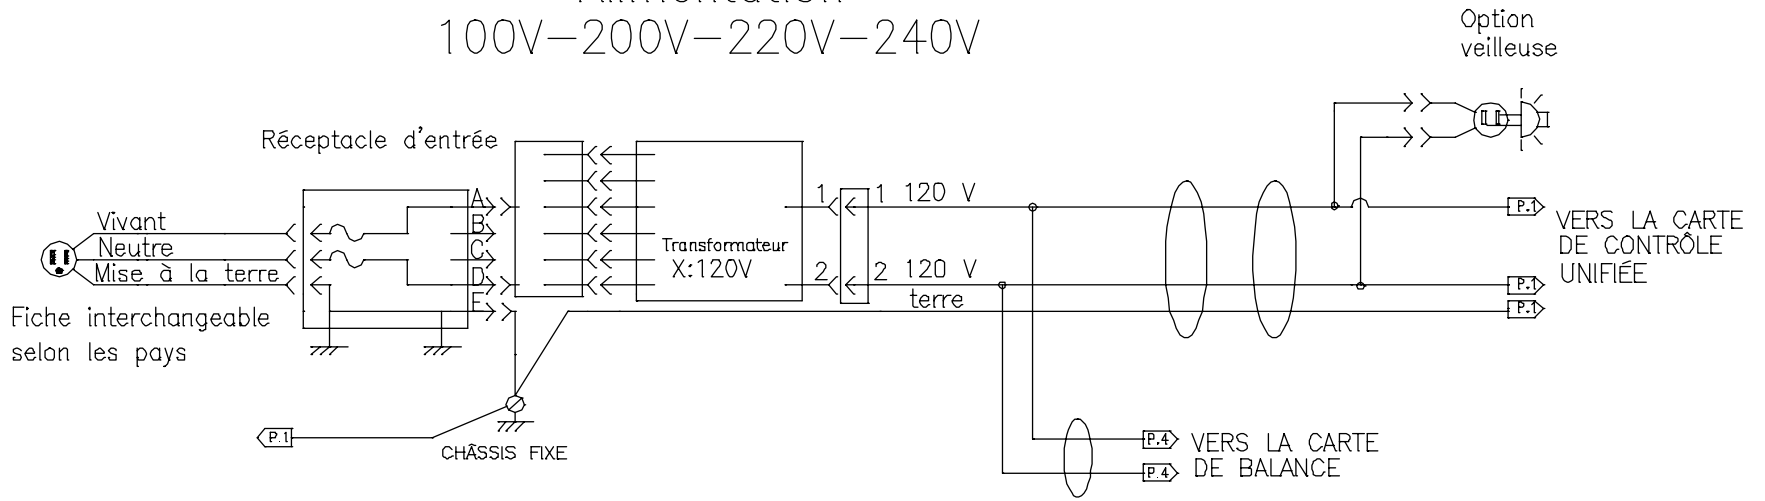 Alimentation
100V-200V-220V-240V
Option
veilleuse
Réceptacle d'entrée
Vivant
Neutre
Mise à la terre
Fiche interchangeable
selon les pays
A
B
C
D
E
Transformateur
X:120V
1 1 120 V
2 2 120 V
terre
P.1
P.1
P.1
VERS LA CARTE
DE CONTRÔLE
UNIFIÉE
P.1
CHÂSSIS FIXE
P.4
P.4
VERS LA CARTE
DE BALANCE